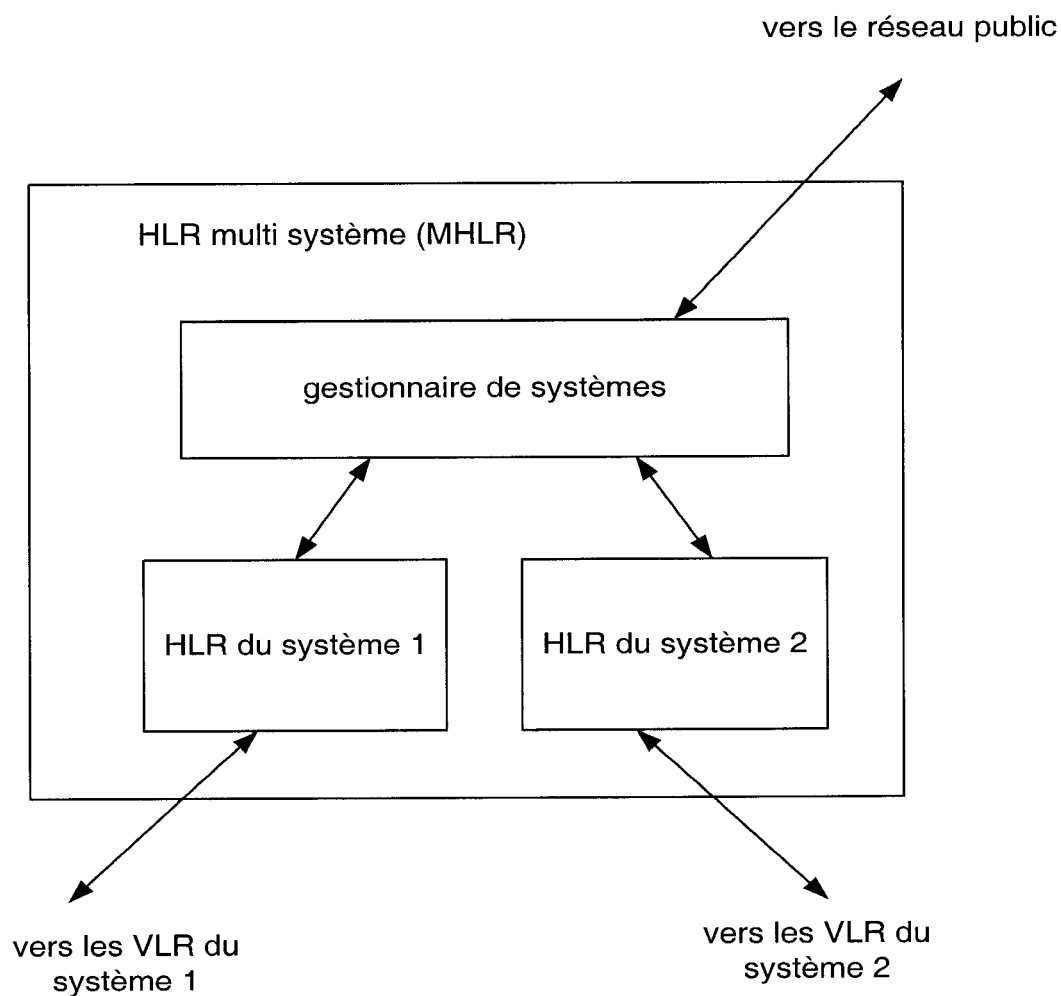 vers le réseau public
HLR multi système (MHLR)
gestionnaire de systèmes
HLR du système 1
HLR du système 2
vers les VLR du
système 1
vers les VLR du
système 2